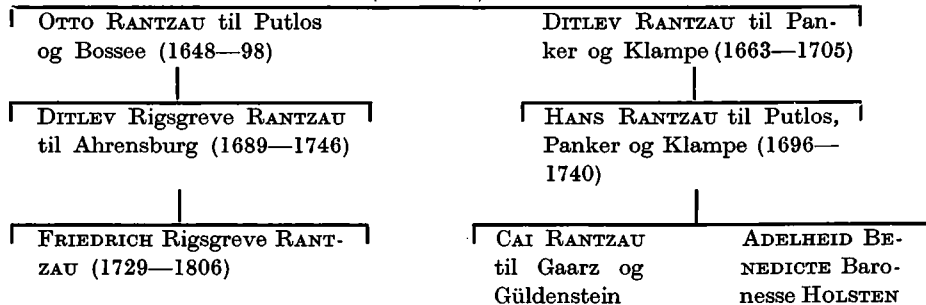 OTTO RANTZAU til Putlos
og Bossee (1648—98)
DITLEV RANTZAU til Pan-
ker og Klampe (1663—1705)
DITLEV Rigsgreve RANTZAU
til Ahrensburg (1689—1746)
HANS RANTZAU til Putlos,
Panker og Klampe (1696—
1740)
FRIEDRICH Rigsgreve RANT-
ZAU (1729—1806)
CAI RANTZAU
til Gaarz og
Güldenstein
ADELHEID BE-
NEDICTE Baro-
nesse HOLSTEN